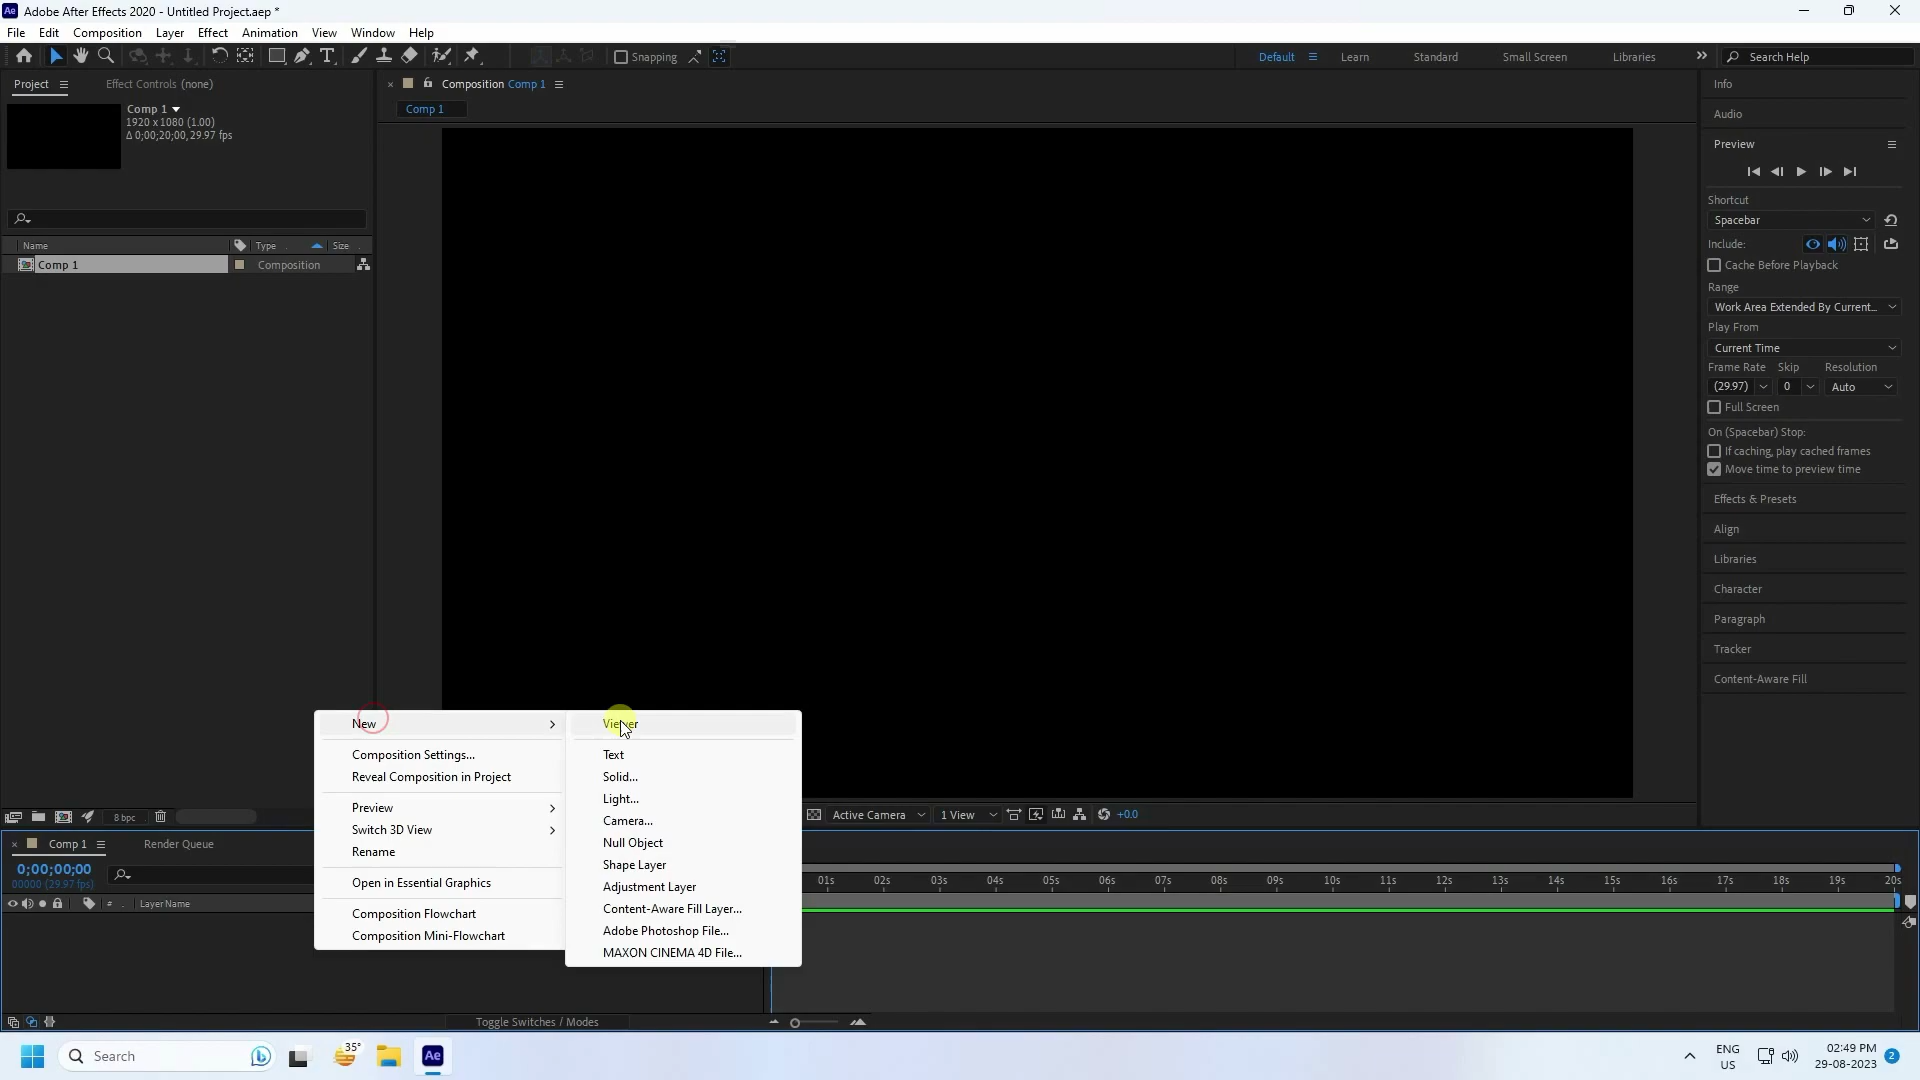 Adobe After Effects 2020 - Untitled Project.aep *
File Edit Composition Layer Effect Animation View Window Help
Snapping
Default Learn Standard Small Screen Libraries Search Help
Project Effect Controls (none)
Composition Comp 1
Comp 1
1920 x 1080 (1.00)
Δ 0;00;20;00, 29.97 fps
Comp 1
Name Type Size
Comp 1 Composition
Info
Audio
Preview
Shortcut
Spacebar
Include:
Cache Before Playback
Range
Work Area Extended By Current...
Play From
Current Time
Frame Rate Skip Resolution
(29.97) 0 Auto
Full Screen
On (Spacebar) Stop:
If caching, play cached frames
Move time to preview time
Effects & Presets
Align
Libraries
Character
Paragraph
Tracker
Content-Aware Fill
New
Composition Settings...
Reveal Composition in Project
Preview
Switch 3D View
Rename
Open in Essential Graphics
Composition Flowchart
Composition Mini-Flowchart
Viewer
Text
Solid...
Light...
Camera...
Null Object
Shape Layer
Adjustment Layer
Content-Aware Fill Layer...
Adobe Photoshop File...
MAXON CINEMA 4D File...
8 bpc
Active Camera 1 View +0.0
Comp 1 Render Queue
0;00;00;00
00000 (29.97 fps)
# Layer Name
01s 02s 03s 04s 05s 06s 07s 08s 09s 10s 11s 12s 13s 14s 15s 16s 17s 18s 19s 20s
Toggle Switches / Modes
Search
35°
Ae
ENG
US
02:49 PM
29-08-2023
2